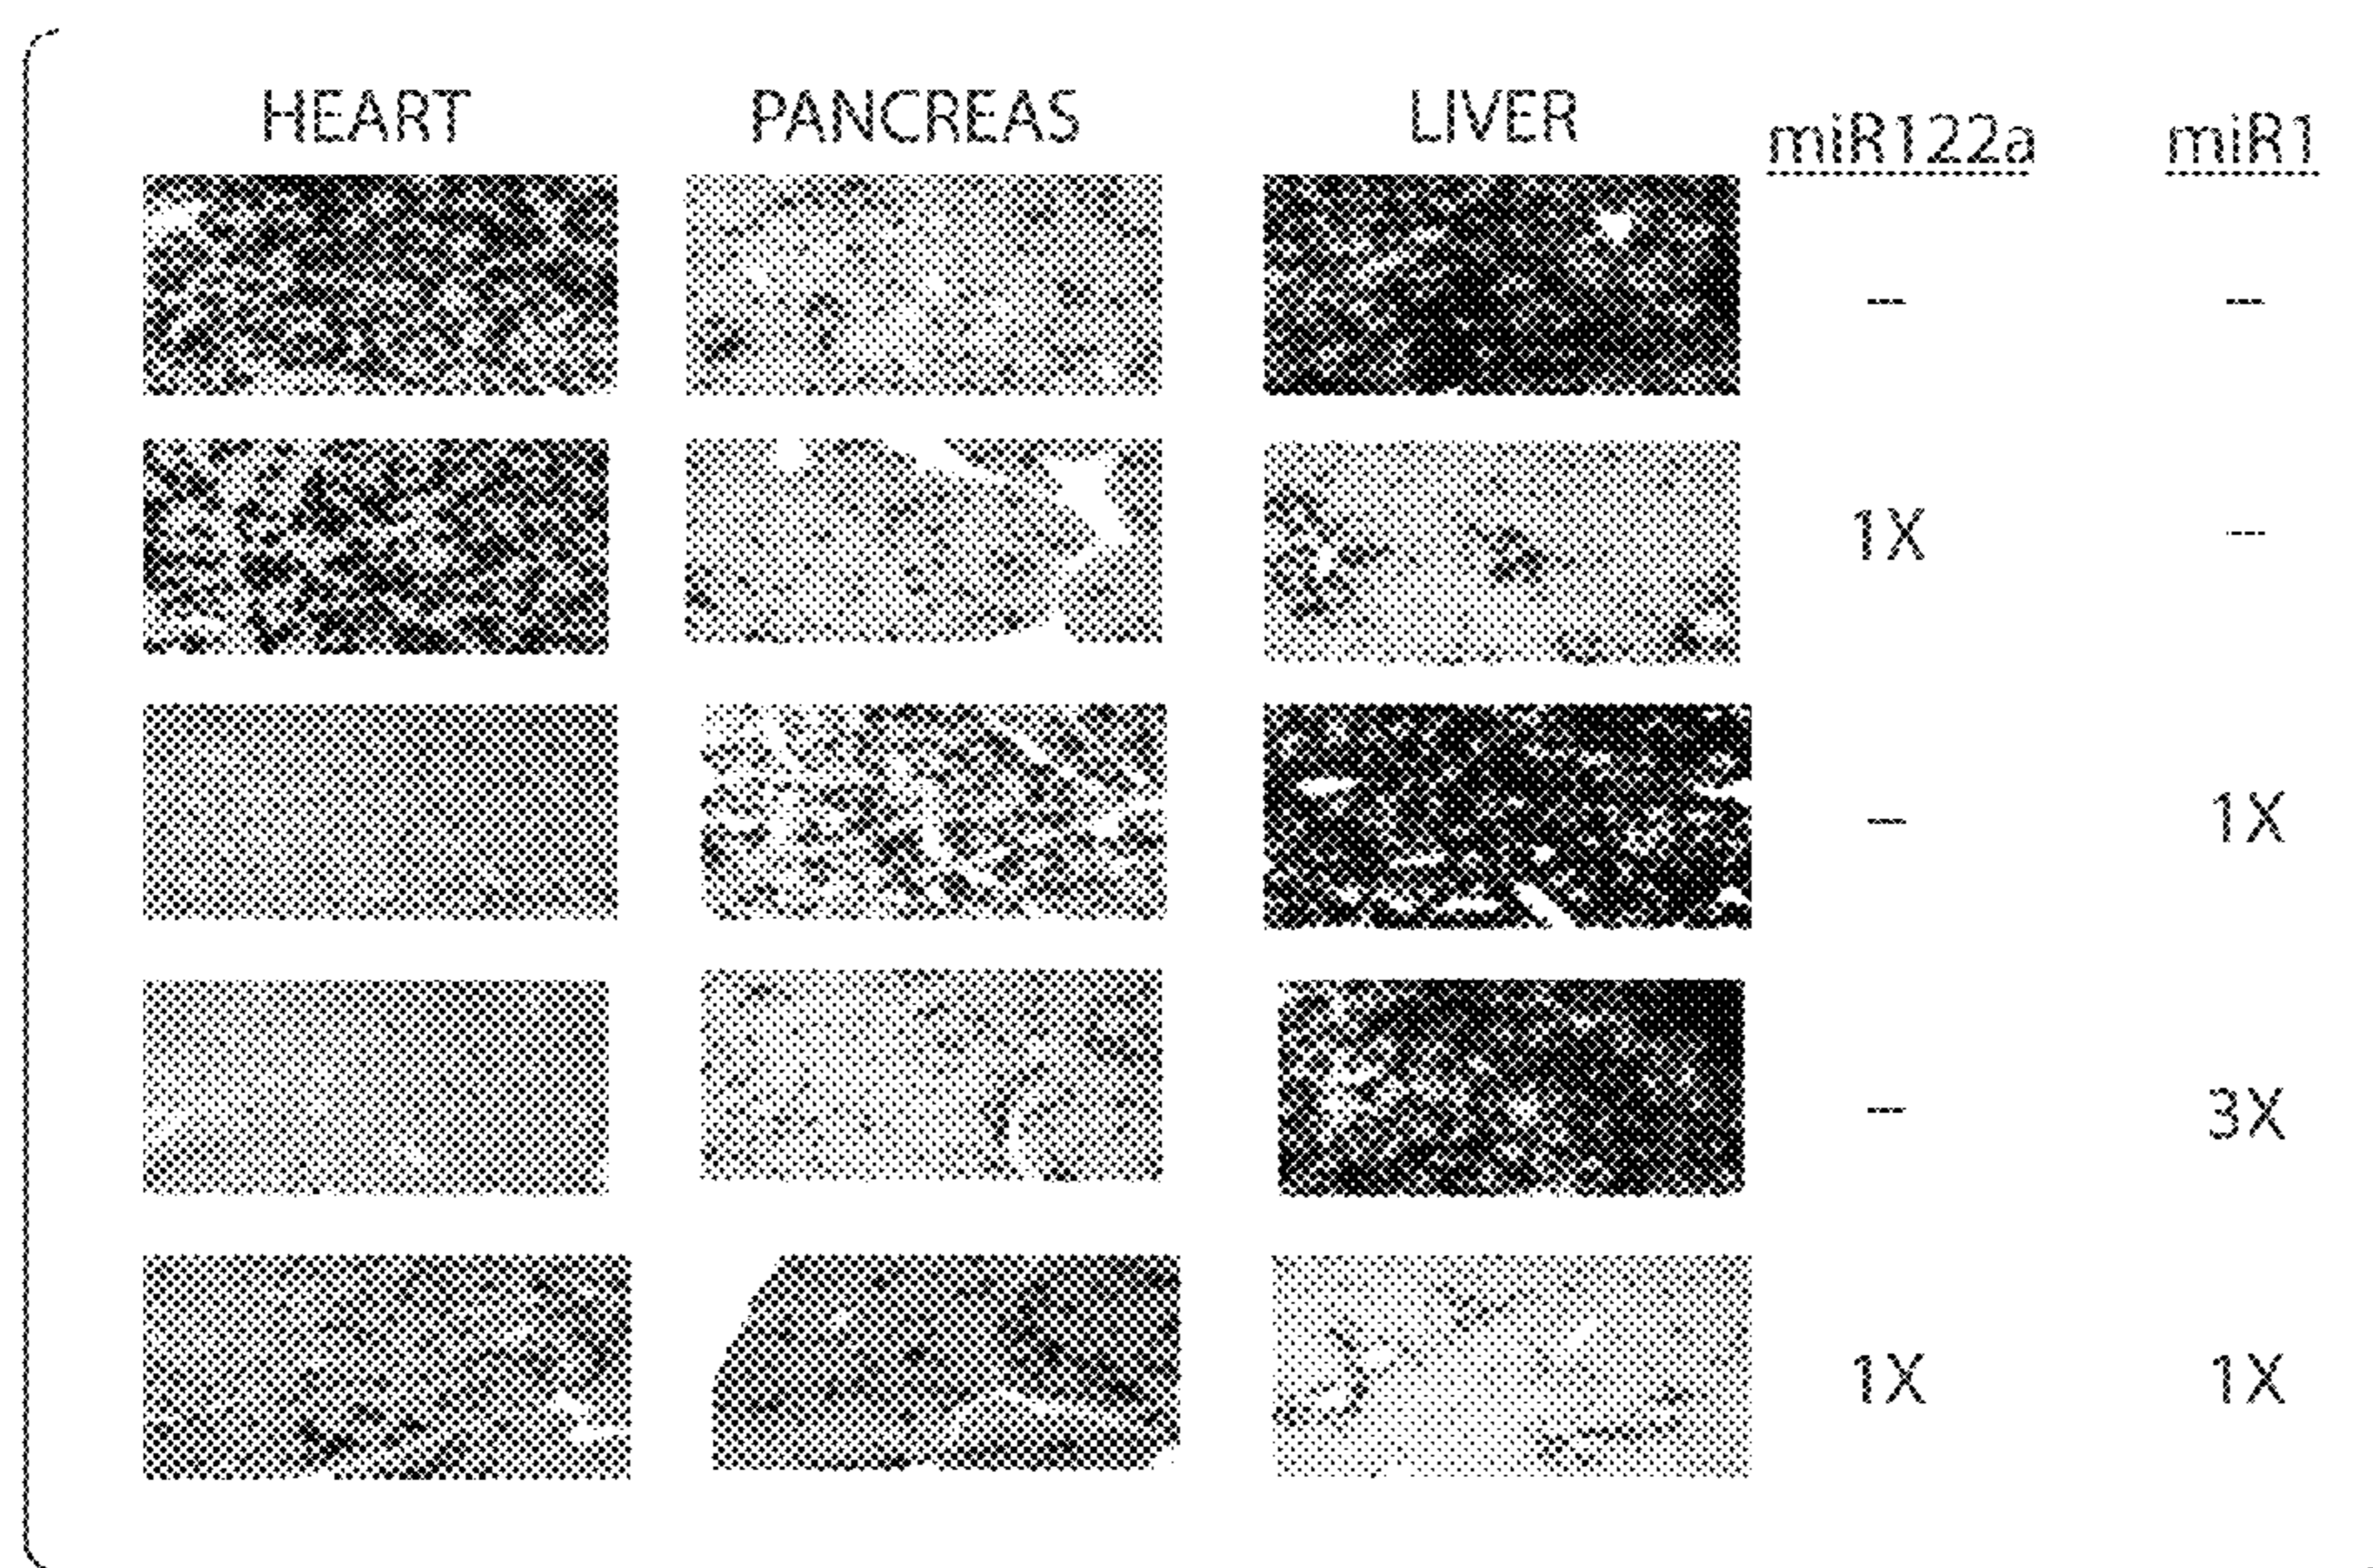 HEART PANCREAS LIVER miR122a miR1
--- ---
1X ---
--- 1X
--- 3X
1X 1X